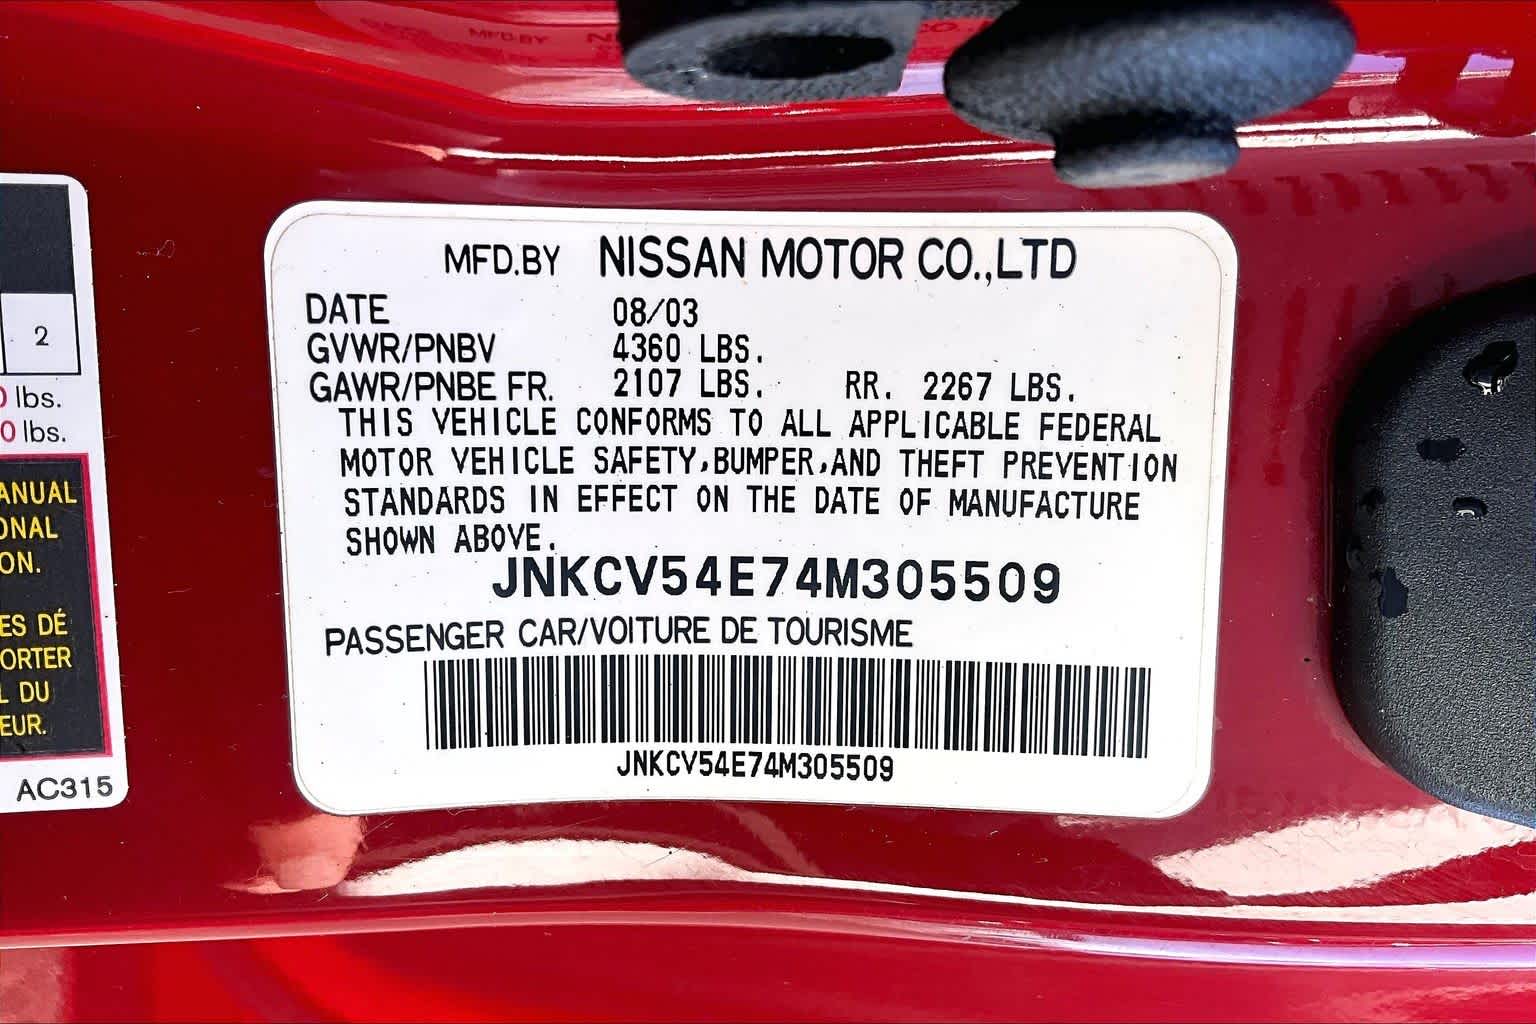 2
0 lbs.
0 lbs.
ANUAL
ONAL
ON.
ES DÉ
ORTER
L DU
EUR.
AC315
MFD.BY NISSAN MOTOR CO.,LTD
DATE 08/03
GVWR/PNBV 4360 LBS.
GAWR/PNBE FR. 2107 LBS. RR. 2267 LBS.
THIS VEHICLE CONFORMS TO ALL APPLICABLE FEDERAL
MOTOR VEHICLE SAFETY,BUMPER,AND THEFT PREVENTION
STANDARDS IN EFFECT ON THE DATE OF MANUFACTURE
SHOWN ABOVE.
JNKCV54E74M305509
PASSENGER CAR/VOITURE DE TOURISME
JNKCV54E74M305509